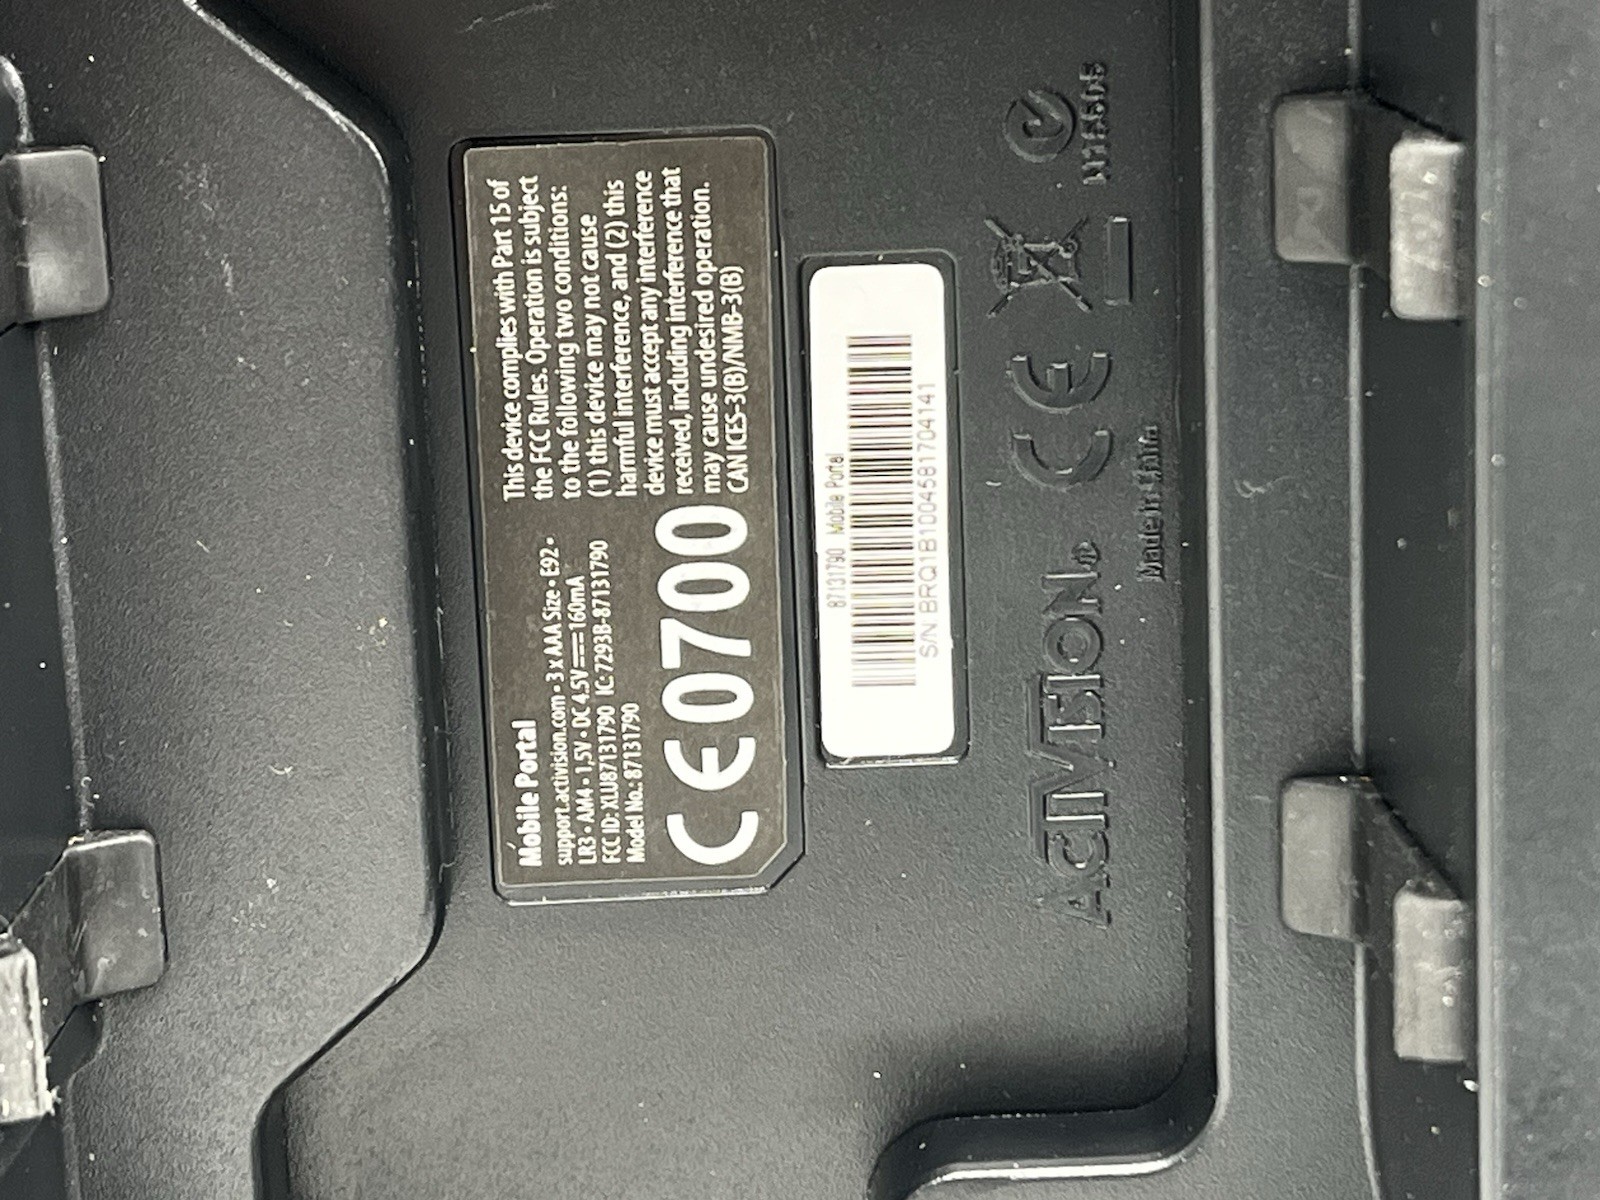 Mobile Portal
support.activision.com • 3 x AAA Size • E92 •
LR3 • AM4 • 1,5V • DC 4.5V 160mA
FCC ID: XLU87131790 IC: 7293B-87131790
Model No.: 87131790
CE0700
This device complies with Part 15 of
the FCC Rules. Operation is subject
to the following two conditions:
(1) this device may not cause
harmful interference, and (2) this
device must accept any interference
received, including interference that
may cause undesired operation.
CAN ICES-3(B)/NMB-3(B)
87131790 Mobile Portal
S/N BRQ1B1004581704141
ACTIVISION®
CE
Made in China